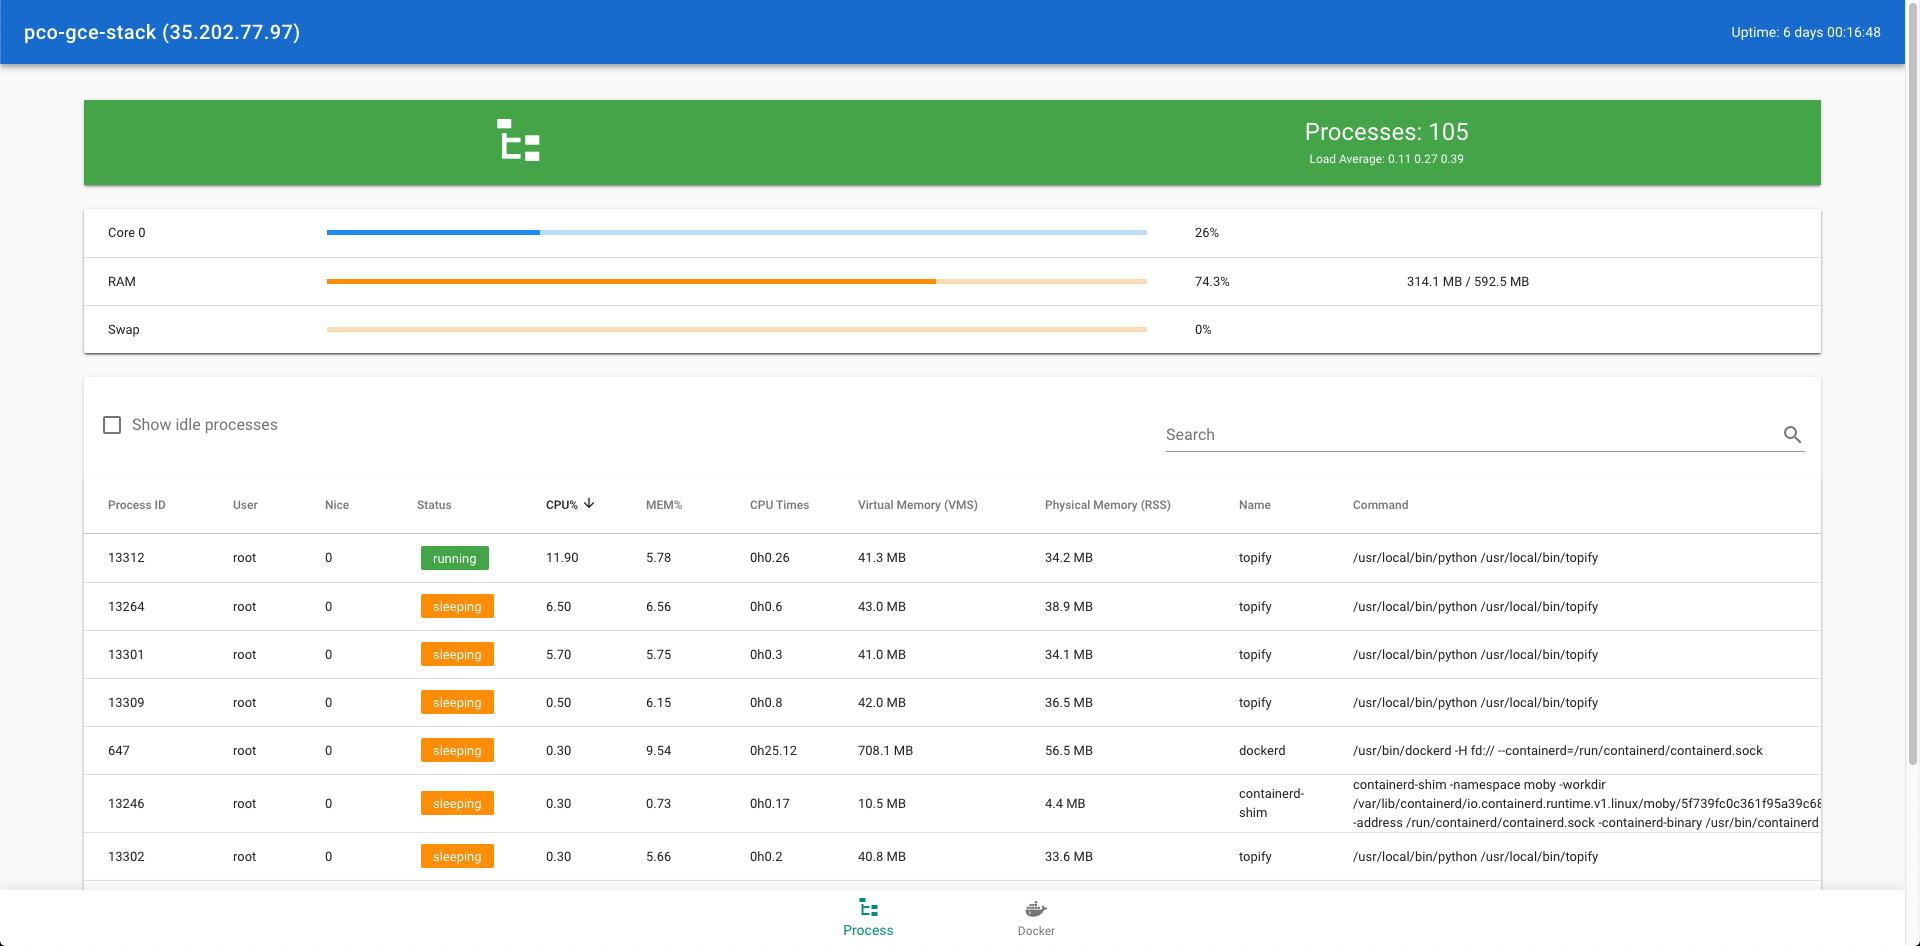 pco-gce-stack (35.202.77.97)
Uptime: 6 days 00:16:48
Processes: 105
Load Average: 0.11 0.27 0.39
Core 0 26%
RAM 74.3% 314.1 MB / 592.5 MB
Swap 0%
Show idle processes
Search
Process ID User Nice Status CPU% MEM% CPU Times Virtual Memory (VMS) Physical Memory (RSS) Name Command
13312 root 0 running 11.90 5.78 0h0.26 41.3 MB 34.2 MB topify /usr/local/bin/python /usr/local/bin/topify
13264 root 0 sleeping 6.50 6.56 0h0.6 43.0 MB 38.9 MB topify /usr/local/bin/python /usr/local/bin/topify
13301 root 0 sleeping 5.70 5.75 0h0.3 41.0 MB 34.1 MB topify /usr/local/bin/python /usr/local/bin/topify
13309 root 0 sleeping 0.50 6.15 0h0.8 42.0 MB 36.5 MB topify /usr/local/bin/python /usr/local/bin/topify
647 root 0 sleeping 0.30 9.54 0h25.12 708.1 MB 56.5 MB dockerd /usr/bin/dockerd -H fd:// --containerd=/run/containerd/containerd.sock
13246 root 0 sleeping 0.30 0.73 0h0.17 10.5 MB 4.4 MB containerd-
shim
containerd-shim -namespace moby -workdir
/var/lib/containerd/io.containerd.runtime.v1.linux/moby/5f739fc0c361f95a39c68
-address /run/containerd/containerd.sock -containerd-binary /usr/bin/containerd
13302 root 0 sleeping 0.30 5.66 0h0.2 40.8 MB 33.6 MB topify /usr/local/bin/python /usr/local/bin/topify
Process
Docker